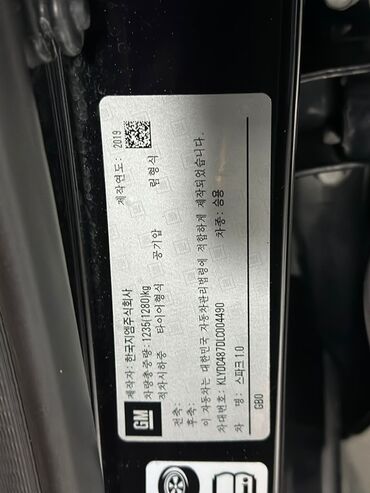 GM
제작자: 한국지엠주식회사
제작연도: 2019
차량총중량: 1235(1280)kg
적차시하중 타이어형식 공기압 림형식
전축:
후축:
이 자동차는 대한민국 자동차관리법령에 적합하게 제작되었습니다.
차대번호: KLYDC487DLC004490
차종: 승용
차 명: 스파크1.0
GB0